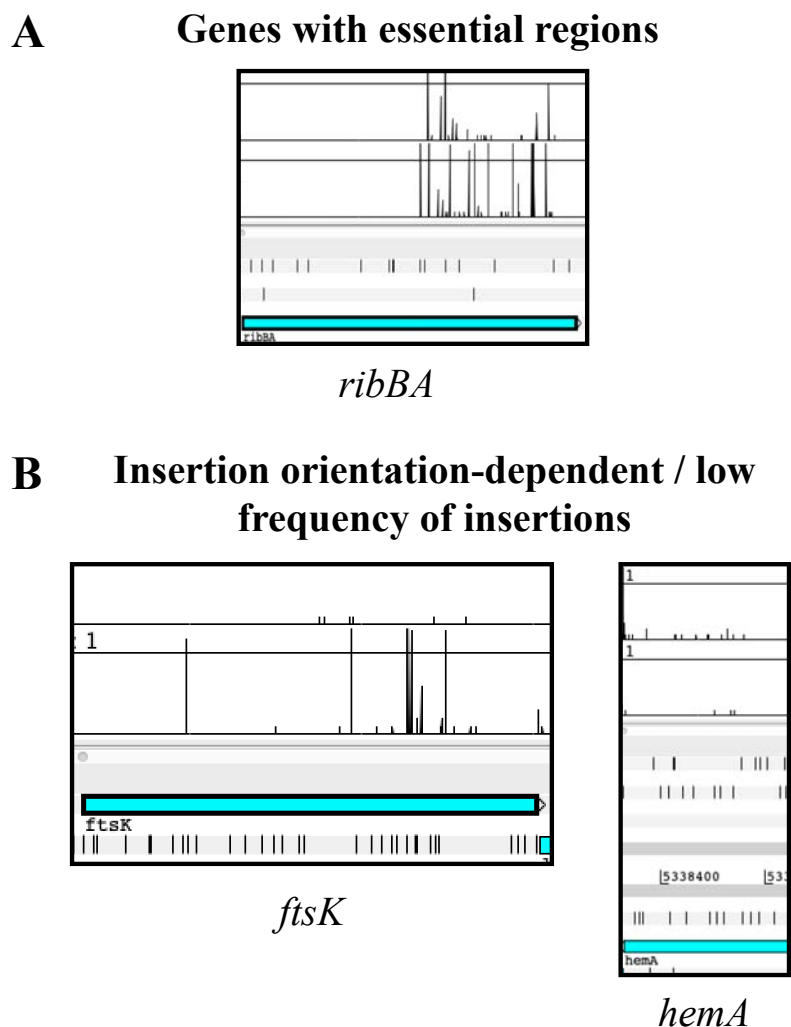 A
Genes with essential regions
ribBA
ribBA
B
Insertion orientation-dependent / low
frequency of insertions
: 1
ftsK
ftsK
1
1
5338400
533
hemA
hemA